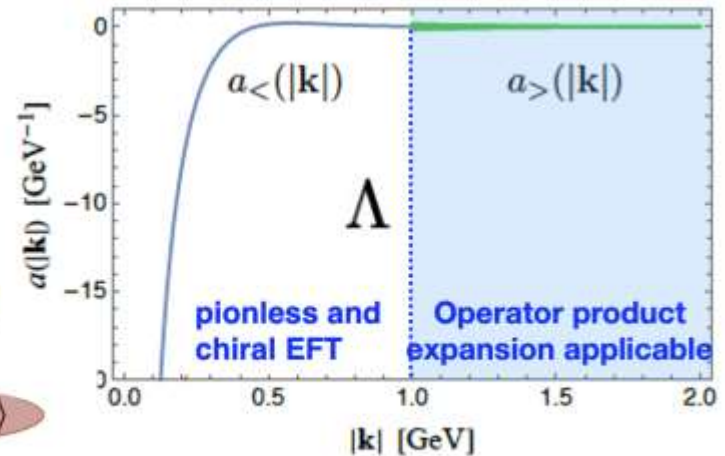 0
a<(|k|)
a>(|k|)
−5
a(|k|) [GeV⁻¹]
Λ
−10
−15
pionless and
chiral EFT
Operator product
expansion applicable
0
0.0 0.5 1.0 1.5 2.0
|k| [GeV]